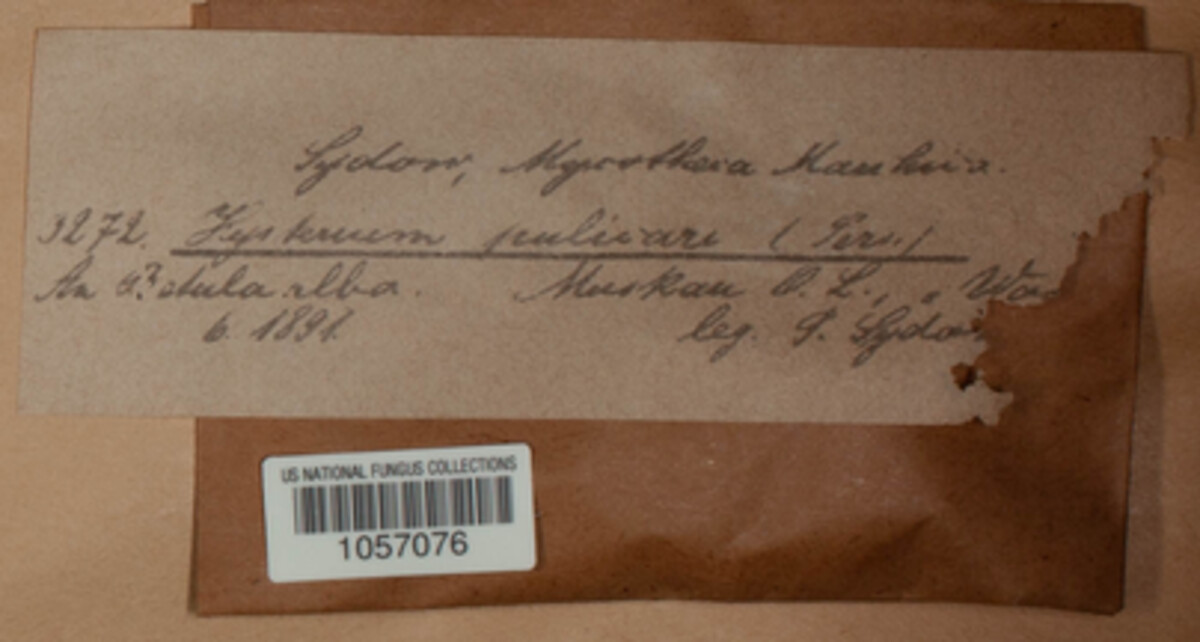 Sydow, Mycotheca Marchica.
3272. Hysterium pulicare (Pers.)
An Betula alba. Muskau O. L.,
6. 1891. leg. P. Sydow
US NATIONAL FUNGUS COLLECTIONS
1057076